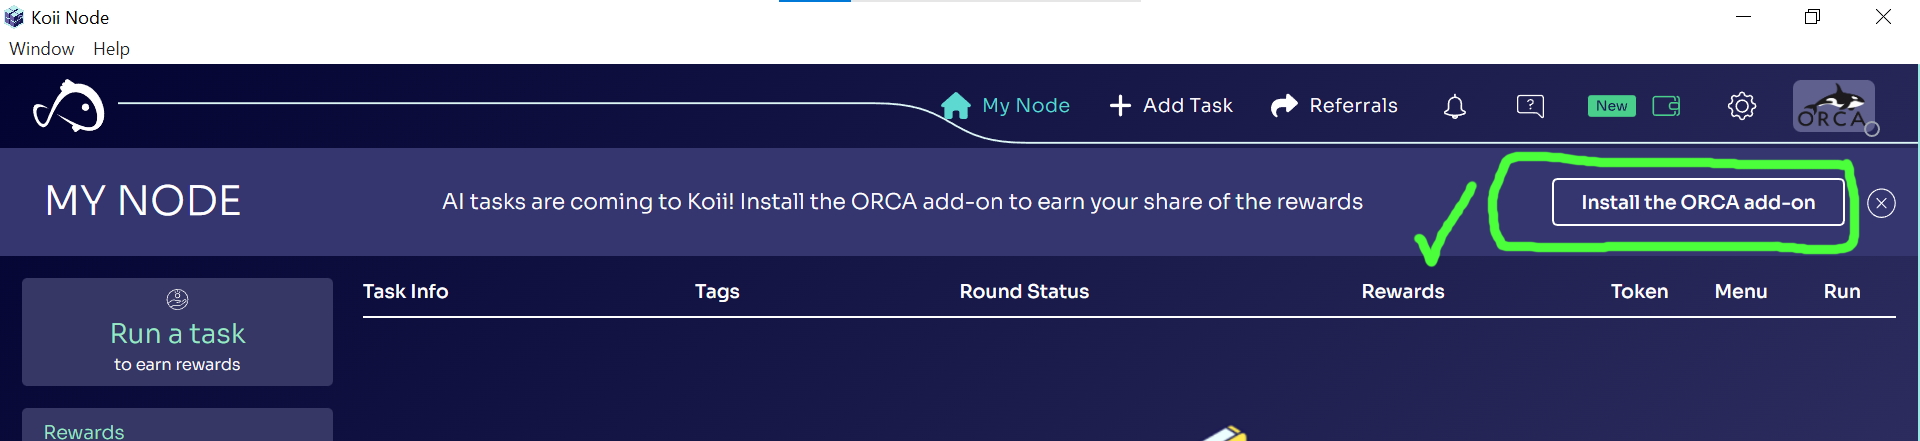 Koii Node
Window Help
My Node
Add Task
Referrals
?
New
ORCA
MY NODE
AI tasks are coming to Koii! Install the ORCA add-on to earn your share of the rewards
Install the ORCA add-on
Run a task
to earn rewards
Task Info Tags Round Status Rewards Token Menu Run
Rewards